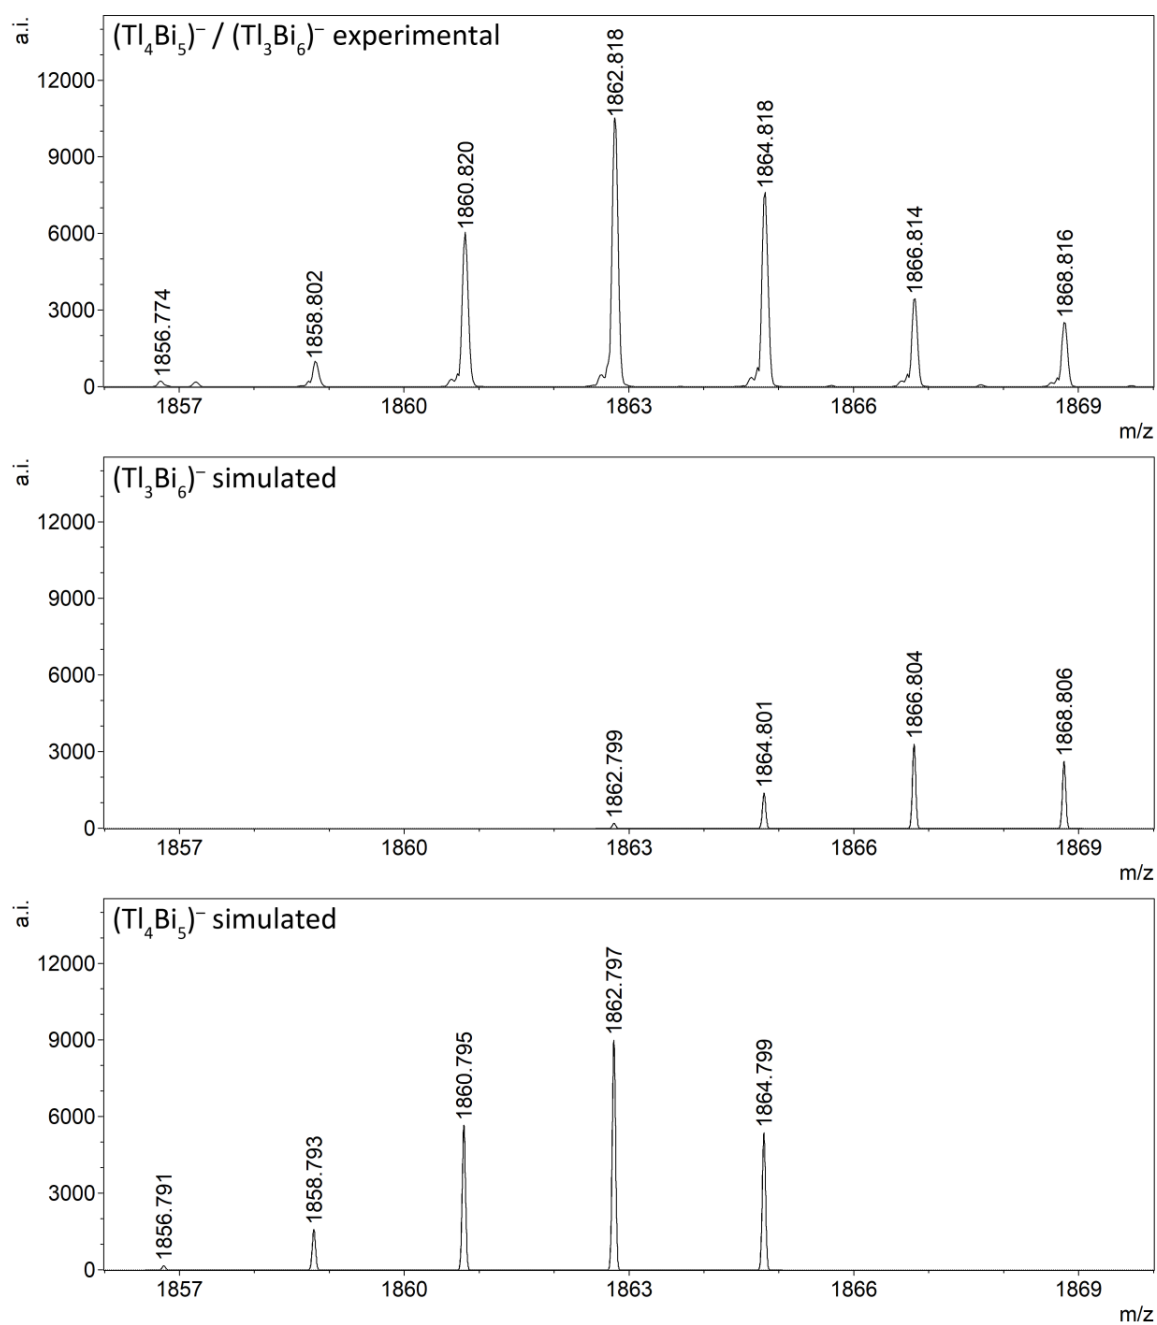 a.i.
(Tl₄Bi₅)⁻ / (Tl₃Bi₆)⁻ experimental
12000
9000
6000
3000
0
1856.774
1858.802
1860.820
1862.818
1864.818
1866.814
1868.816
1857 1860 1863 1866 1869
m/z
a.i.
(Tl₃Bi₆)⁻ simulated
12000
9000
6000
3000
0
1862.799
1864.801
1866.804
1868.806
1857 1860 1863 1866 1869
m/z
a.i.
(Tl₄Bi₅)⁻ simulated
12000
9000
6000
3000
0
1856.791
1858.793
1860.795
1862.797
1864.799
1857 1860 1863 1866 1869
m/z